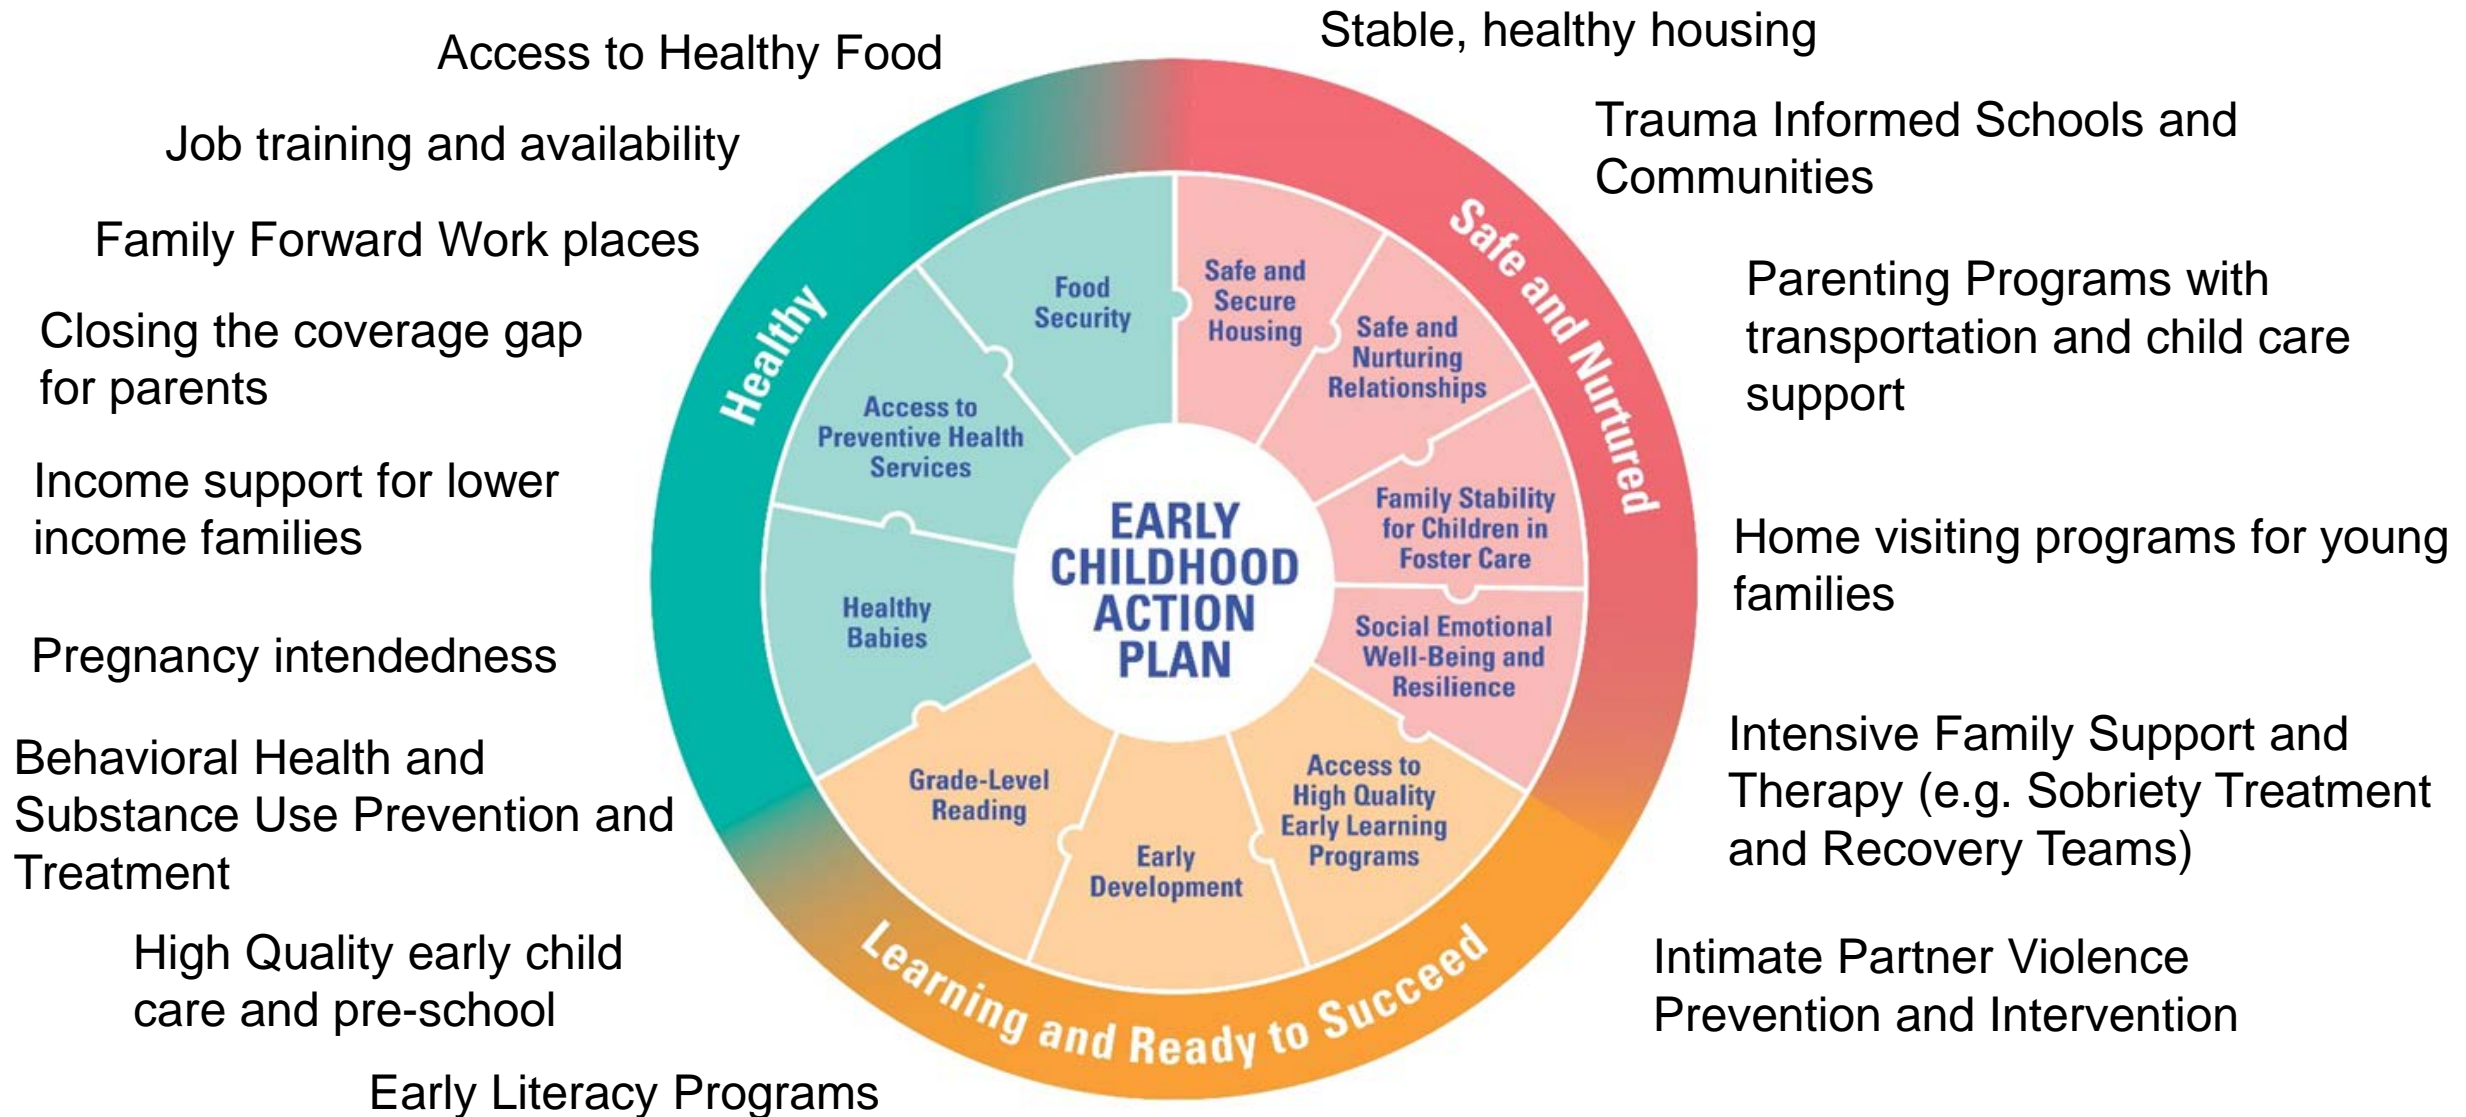 Access to Healthy Food
Job training and availability
Family Forward Work places
Closing the coverage gap
for parents
Income support for lower
income families
Pregnancy intendedness
Behavioral Health and
Substance Use Prevention and
Treatment
High Quality early child
care and pre-school
Early Literacy Programs
Stable, healthy housing
Trauma Informed Schools and
Communities
Parenting Programs with
transportation and child care
support
Home visiting programs for young
families
Intensive Family Support and
Therapy (e.g. Sobriety Treatment
and Recovery Teams)
Intimate Partner Violence
Prevention and Intervention
Healthy
Safe and Nurtured
Learning and Ready to Succeed
Food
Security
Access to
Preventive Health
Services
Healthy
Babies
Safe and
Secure
Housing
Safe and
Nurturing
Relationships
Family Stability
for Children in
Foster Care
Social Emotional
Well-Being and
Resilience
Access to
High Quality
Early Learning
Programs
Early
Development
Grade-Level
Reading
EARLY
CHILDHOOD
ACTION
PLAN